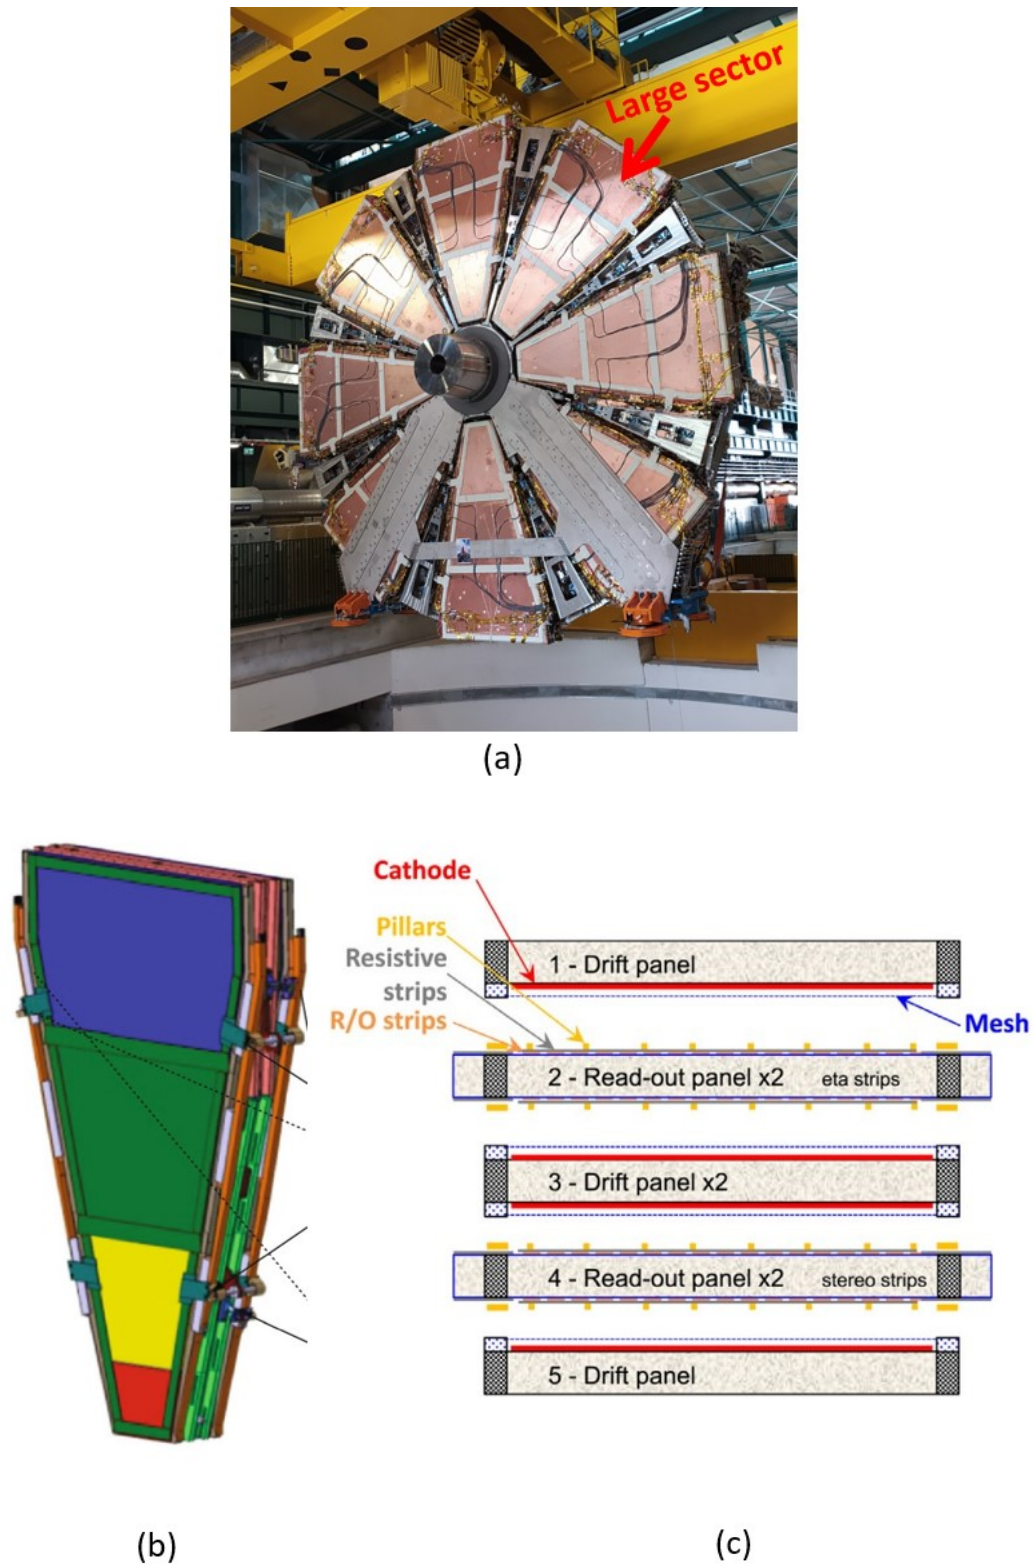 Large sector
(a)
Cathode
Pillars
Resistive
strips
R/O strips
Mesh
1 - Drift panel
2 - Read-out panel x2 eta strips
3 - Drift panel x2
4 - Read-out panel x2 stereo strips
5 - Drift panel
(b)
(c)